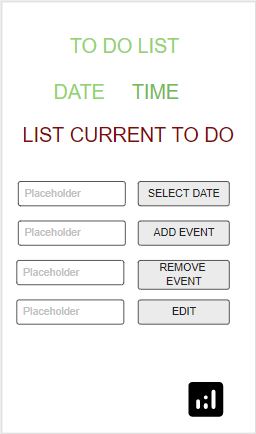 TO DO LIST
DATE TIME
LIST CURRENT TO DO
Placeholder SELECT DATE
Placeholder ADD EVENT
Placeholder REMOVE
EVENT
Placeholder EDIT